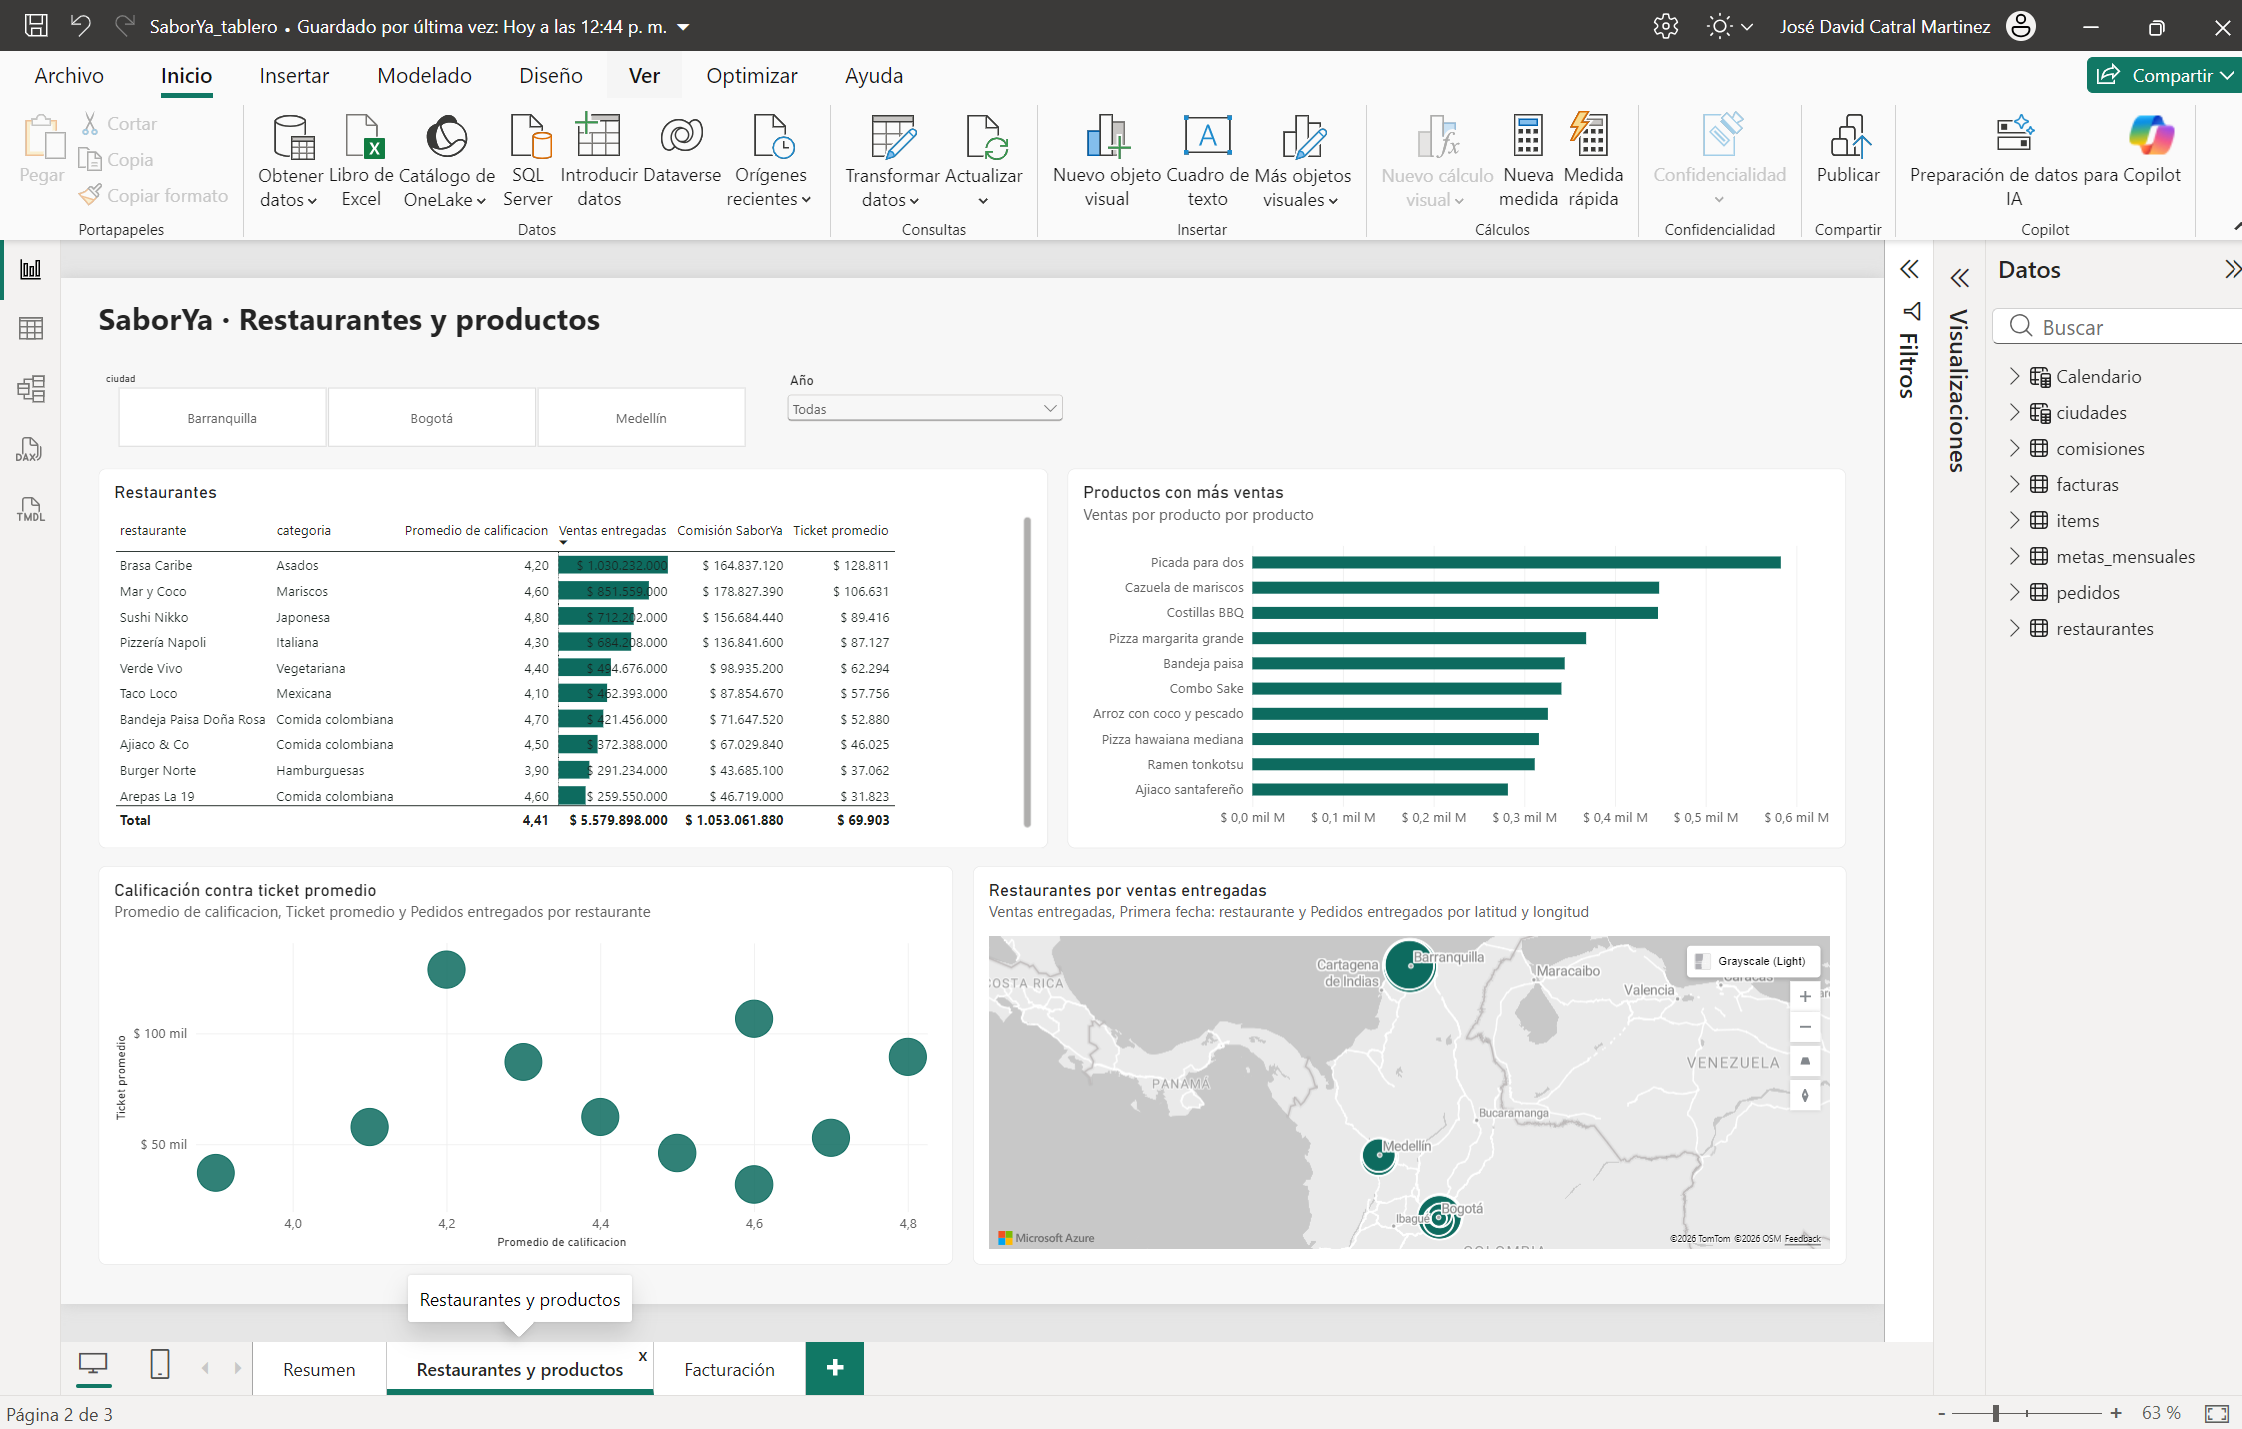 SaborYa_tablero • Guardado por última vez: Hoy a las 12:44 p. m.
José David Catral Martinez
Archivo Inicio Insertar Modelado Diseño Ver Optimizar Ayuda
Compartir
Pegar
Cortar
Copia
Copiar formato
Portapapeles
Obtener datos
Libro de Excel
Catálogo de OneLake
SQL Server
Introducir datos
Dataverse
Orígenes recientes
Datos
Transformar datos
Actualizar
Consultas
Nuevo objeto visual
Cuadro de texto
Más objetos visuales
Insertar
Nuevo cálculo visual
Nueva medida
Medida rápida
Cálculos
Confidencialidad
Confidencialidad
Publicar
Compartir
Preparación de datos para IA
Copilot
Copilot
DAX
TMDL
SaborYa · Restaurantes y productos
ciudad
Barranquilla Bogotá Medellín
Año
Todas
Restaurantes
restaurante categoria Promedio de calificacion Ventas entregadas Comisión SaborYa Ticket promedio
Brasa Caribe Asados 4,20 $ 1.030.232.000 $ 164.837.120 $ 128.811
Mar y Coco Mariscos 4,60 $ 851.559.000 $ 178.827.390 $ 106.631
Sushi Nikko Japonesa 4,80 $ 712.202.000 $ 156.684.440 $ 89.416
Pizzería Napoli Italiana 4,30 $ 684.208.000 $ 136.841.600 $ 87.127
Verde Vivo Vegetariana 4,40 $ 494.676.000 $ 98.935.200 $ 62.294
Taco Loco Mexicana 4,10 $ 462.393.000 $ 87.854.670 $ 57.756
Bandeja Paisa Doña Rosa Comida colombiana 4,70 $ 421.456.000 $ 71.647.520 $ 52.880
Ajiaco & Co Comida colombiana 4,50 $ 372.388.000 $ 67.029.840 $ 46.025
Burger Norte Hamburguesas 3,90 $ 291.234.000 $ 43.685.100 $ 37.062
Arepas La 19 Comida colombiana 4,60 $ 259.550.000 $ 46.719.000 $ 31.823
Total 4,41 $ 5.579.898.000 $ 1.053.061.880 $ 69.903
Productos con más ventas
Ventas por producto por producto
Picada para dos
Cazuela de mariscos
Costillas BBQ
Pizza margarita grande
Bandeja paisa
Combo Sake
Arroz con coco y pescado
Pizza hawaiana mediana
Ramen tonkotsu
Ajiaco santafereño
$ 0,0 mil M $ 0,1 mil M $ 0,2 mil M $ 0,3 mil M $ 0,4 mil M $ 0,5 mil M $ 0,6 mil M
Calificación contra ticket promedio
Promedio de calificacion, Ticket promedio y Pedidos entregados por restaurante
Ticket promedio
$ 100 mil
$ 50 mil
4,0 4,2 4,4 4,6 4,8
Promedio de calificacion
Restaurantes por ventas entregadas
Ventas entregadas, Primera fecha: restaurante y Pedidos entregados por latitud y longitud
Grayscale (Light)
Barranquilla
Cartagena de Indias
Maracaibo
Valencia
OSTA RICA
PANAMÁ
VENEZUELA
Bucaramanga
Medellín
Bogotá
Ibagué
Microsoft Azure
©2026 TomTom ©2026 OSM Feedback
Filtros
Visualizaciones
Datos
Buscar
Calendario
ciudades
comisiones
facturas
items
metas_mensuales
pedidos
restaurantes
Restaurantes y productos
Resumen
Restaurantes y productos x
Facturación
+
Página 2 de 3
- + 63 %